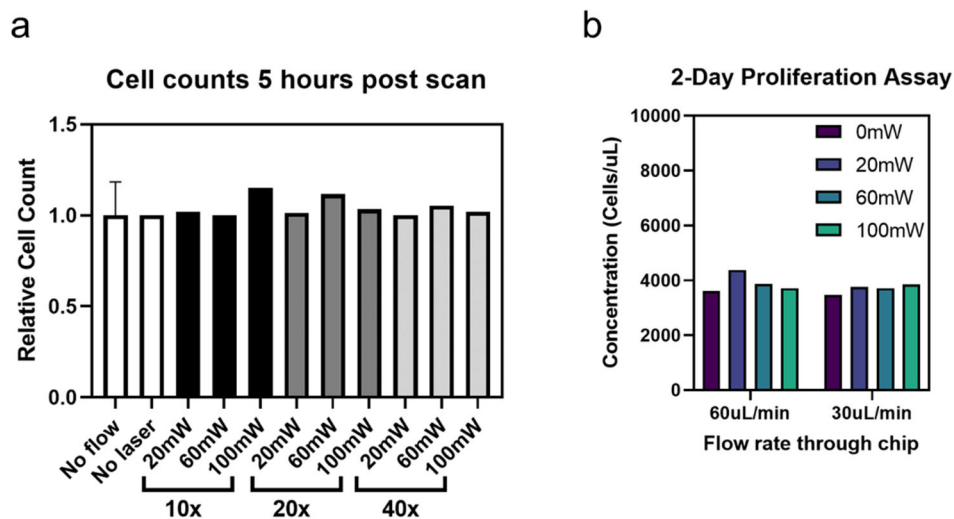 a
Cell counts 5 hours post scan
Relative Cell Count
1.5
1.0
0.5
0.0
No flow
No laser
20mW
60mW
100mW
20mW
60mW
100mW
20mW
60mW
100mW
10x
20x
40x
b
2-Day Proliferation Assay
Concentration (Cells/uL)
10000
8000
6000
4000
2000
0
0mW
20mW
60mW
100mW
60uL/min
30uL/min
Flow rate through chip